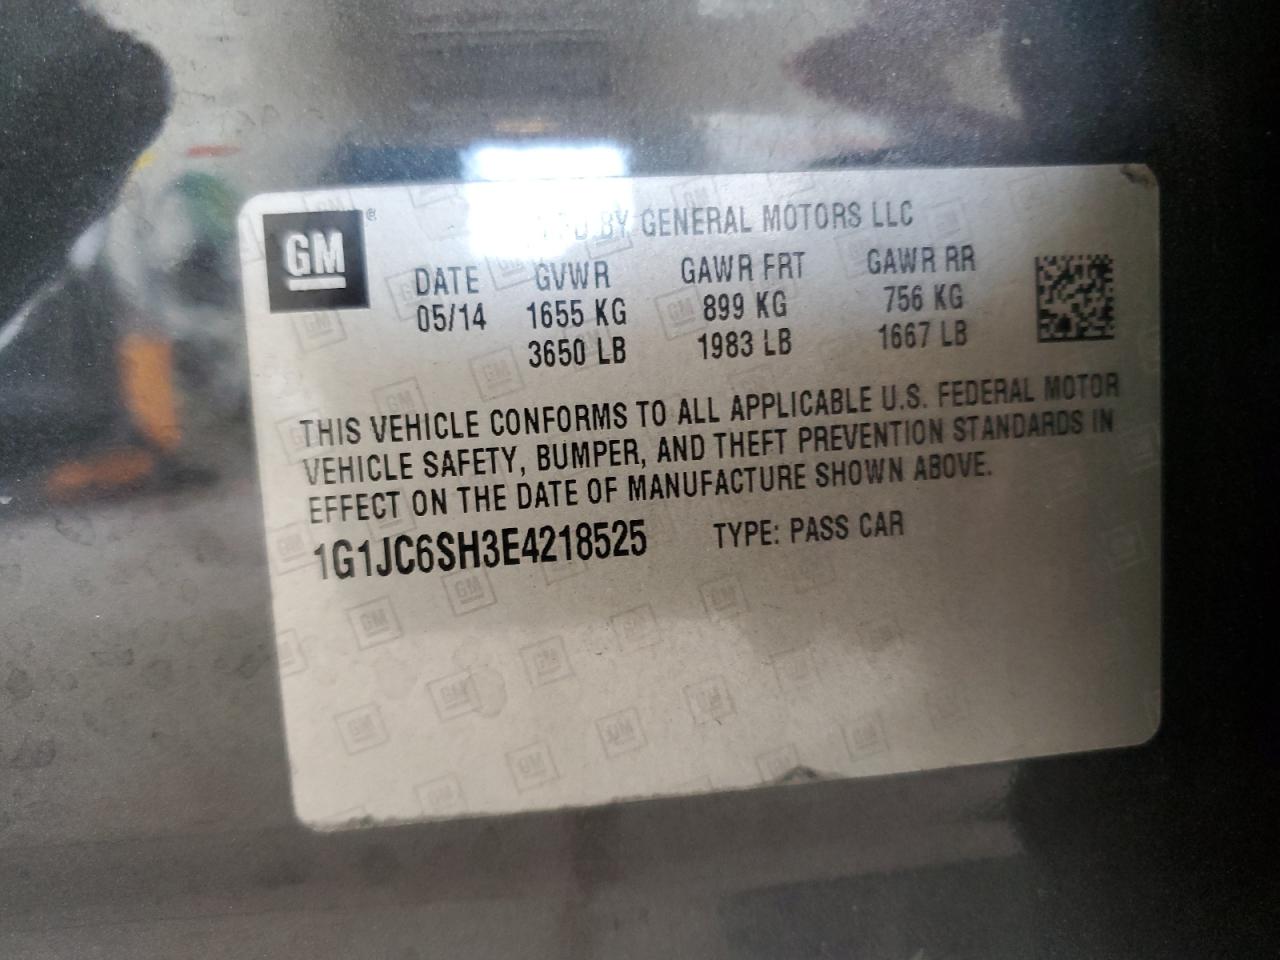 GM ®
BY GENERAL MOTORS LLC
DATE GVWR GAWR FRT GAWR RR
05/14 1655 KG 899 KG 756 KG
3650 LB 1983 LB 1667 LB
THIS VEHICLE CONFORMS TO ALL APPLICABLE U.S. FEDERAL MOTOR
VEHICLE SAFETY, BUMPER, AND THEFT PREVENTION STANDARDS IN
EFFECT ON THE DATE OF MANUFACTURE SHOWN ABOVE.
1G1JC6SH3E4218525 TYPE: PASS CAR